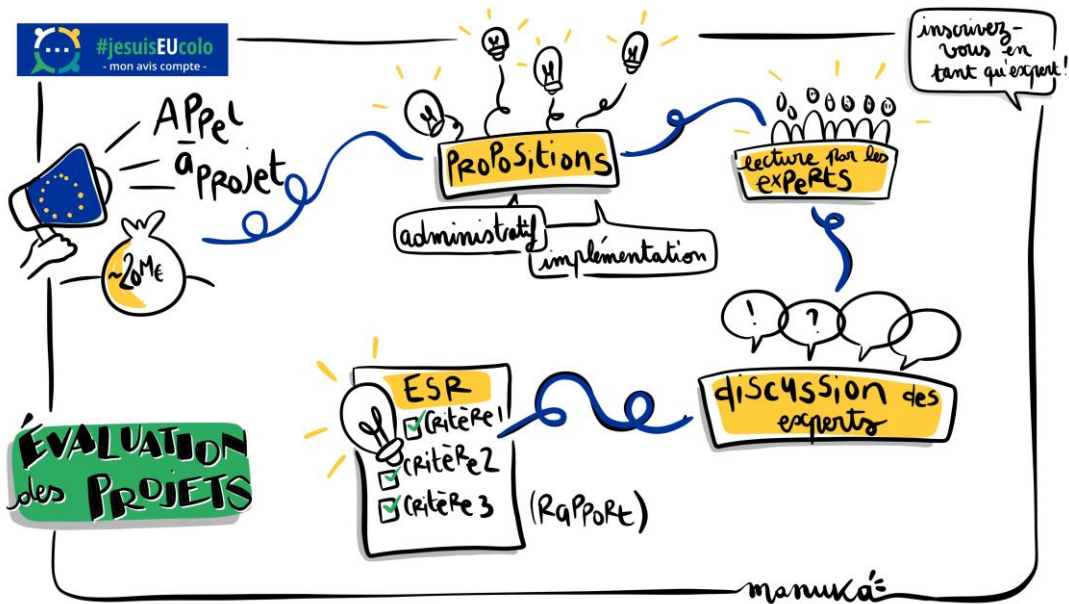 #jesuisEUcolo
- mon avis compte -
inscrivez-
vous en
tant qu'expert!
APPel
à
PROJet
~20M€
PROPOSitionS
administratif
implémentation
lecture par les
exPeRtS
! ?
discussion des
experts
ESR
CRitèRe 1
CRitèRe 2
CRitèRe 3
(RaPPoRt)
ÉVALUATION
des PROJETS
manuka